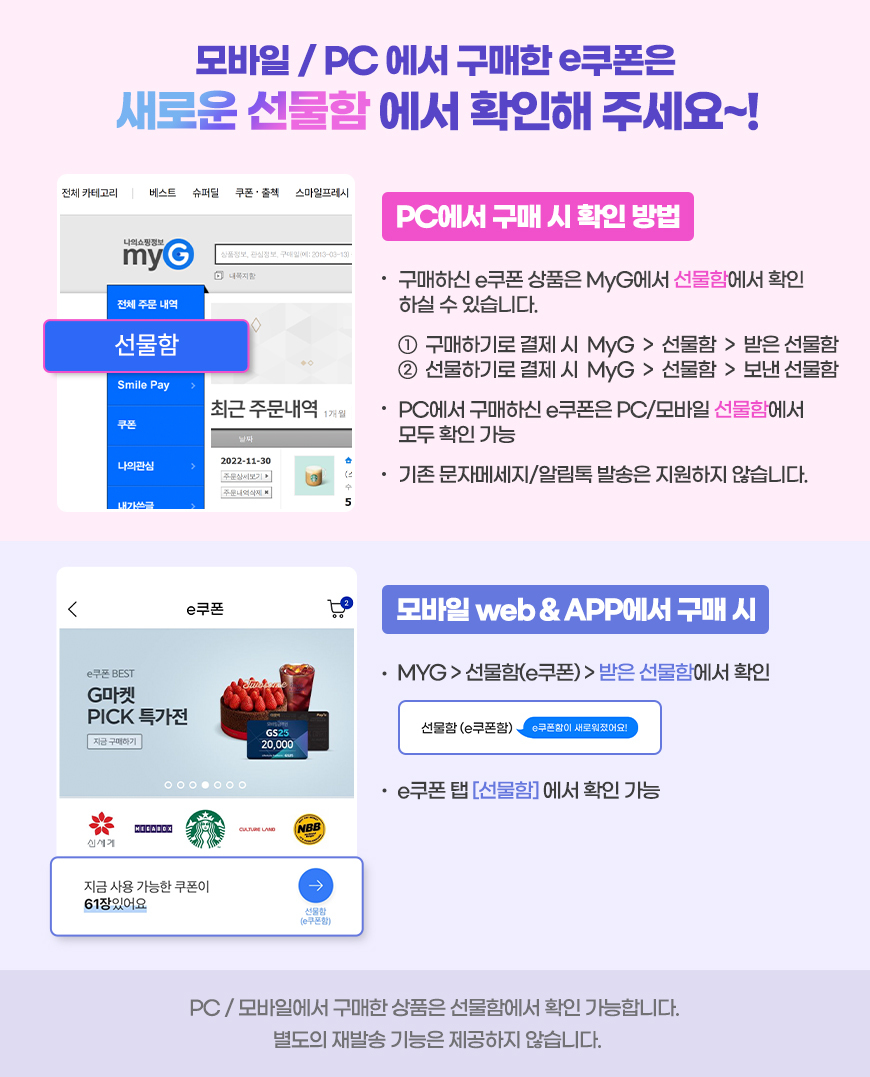 모바일 / PC 에서 구매한 e쿠폰은
새로운 선물함 에서 확인해 주세요~!
전체 카테고리 | 베스트 슈퍼딜 쿠폰·출첵 스마일프레시
나의쇼핑정보
myG
상품정보, 관심정보, 구매일(예: 2013-03-13)
내쪽지함
전체 주문 내역
선물함
Smile Pay
쿠폰
나의관심
내가쓴글
최근 주문내역 1개월
날짜
2022-11-30
주문상세보기
주문내역삭제
5
PC에서 구매 시 확인 방법
· 구매하신 e쿠폰 상품은 MyG에서 선물함에서 확인
하실 수 있습니다.
① 구매하기로 결제 시 MyG > 선물함 > 받은 선물함
② 선물하기로 결제 시 MyG > 선물함 > 보낸 선물함
· PC에서 구매하신 e쿠폰은 PC/모바일 선물함에서
모두 확인 가능
· 기존 문자메세지/알림톡 발송은 지원하지 않습니다.
e쿠폰
2
e쿠폰 BEST
G마켓
PICK 특가전
지금 구매하기
GS25
20,000
신세계
MEGABOX
CULTURE LAND
NBB
지금 사용 가능한 쿠폰이
61장있어요
선물함
(e쿠폰함)
모바일 web & APP에서 구매 시
· MYG > 선물함(e쿠폰) > 받은 선물함에서 확인
선물함 (e쿠폰함) e쿠폰함이 새로워졌어요!
· e쿠폰 탭 [선물함] 에서 확인 가능
PC / 모바일에서 구매한 상품은 선물함에서 확인 가능합니다.
별도의 재발송 기능은 제공하지 않습니다.